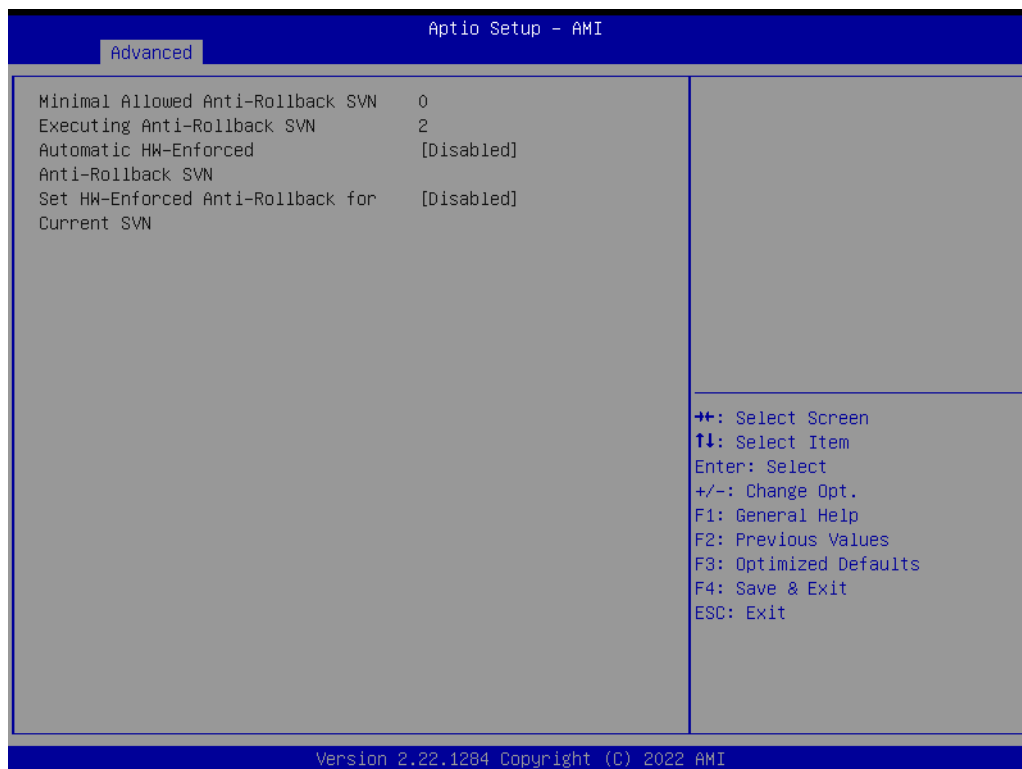 Aptio Setup – AMI
Advanced
Minimal Allowed Anti-Rollback SVN 0
Executing Anti-Rollback SVN 2
Automatic HW-Enforced [Disabled]
Anti-Rollback SVN
Set HW-Enforced Anti-Rollback for [Disabled]
Current SVN
→←: Select Screen
↑↓: Select Item
Enter: Select
+/-: Change Opt.
F1: General Help
F2: Previous Values
F3: Optimized Defaults
F4: Save & Exit
ESC: Exit
Version 2.22.1284 Copyright (C) 2022 AMI